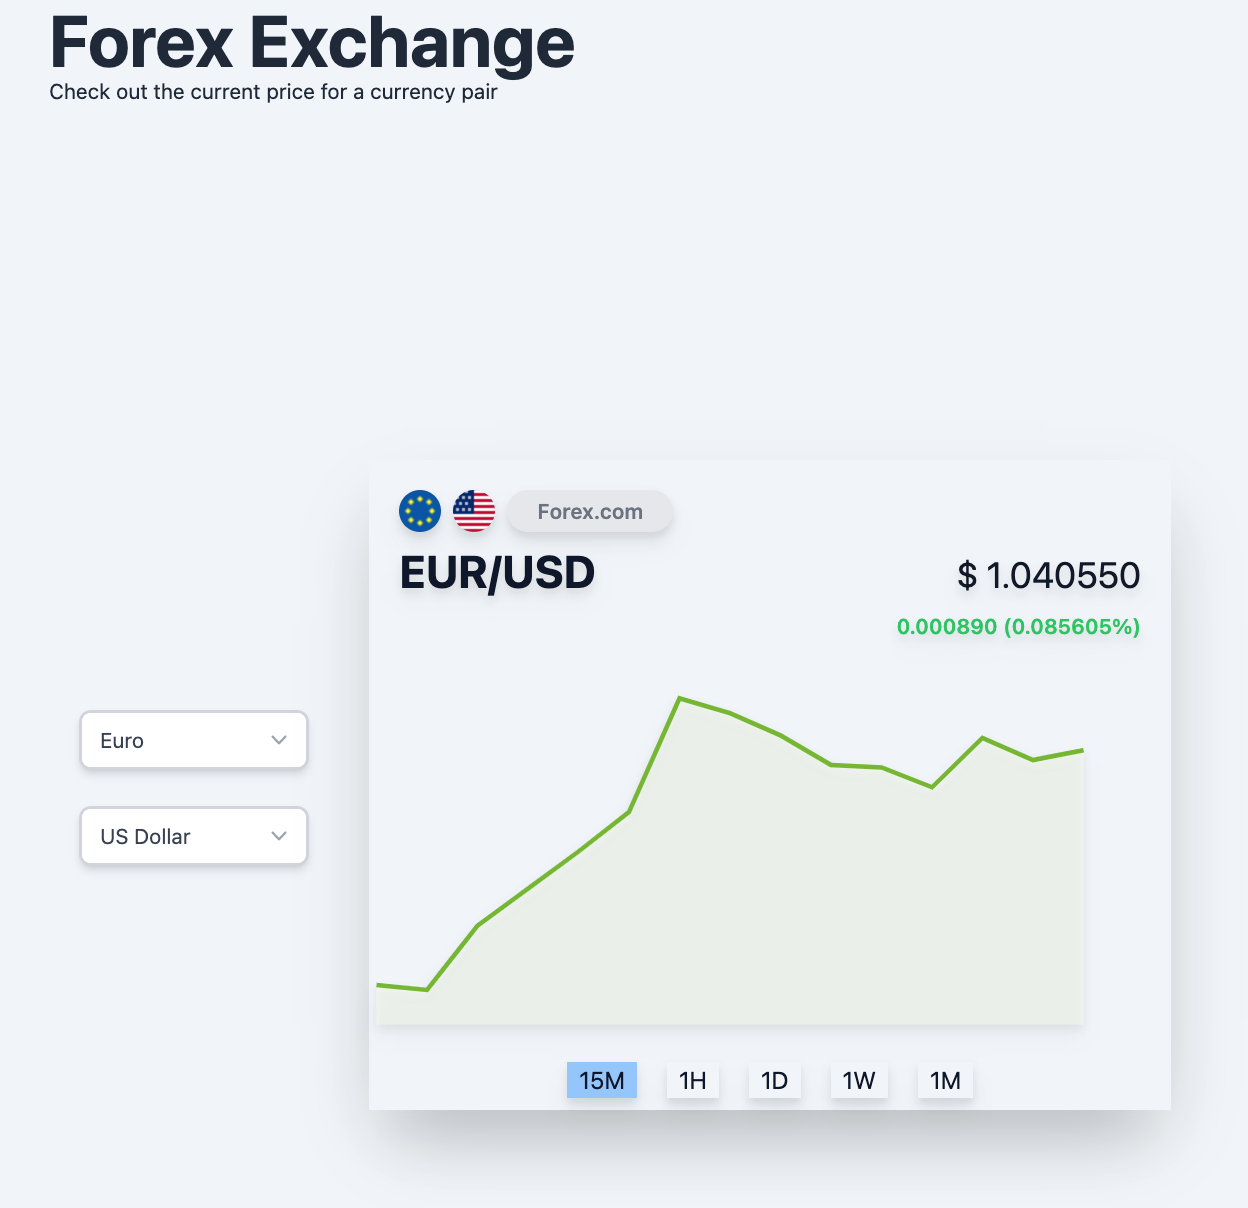 Forex Exchange
Check out the current price for a currency pair
Forex.com
EUR/USD
$ 1.040550
0.000890 (0.085605%)
Euro
US Dollar
15M 1H 1D 1W 1M